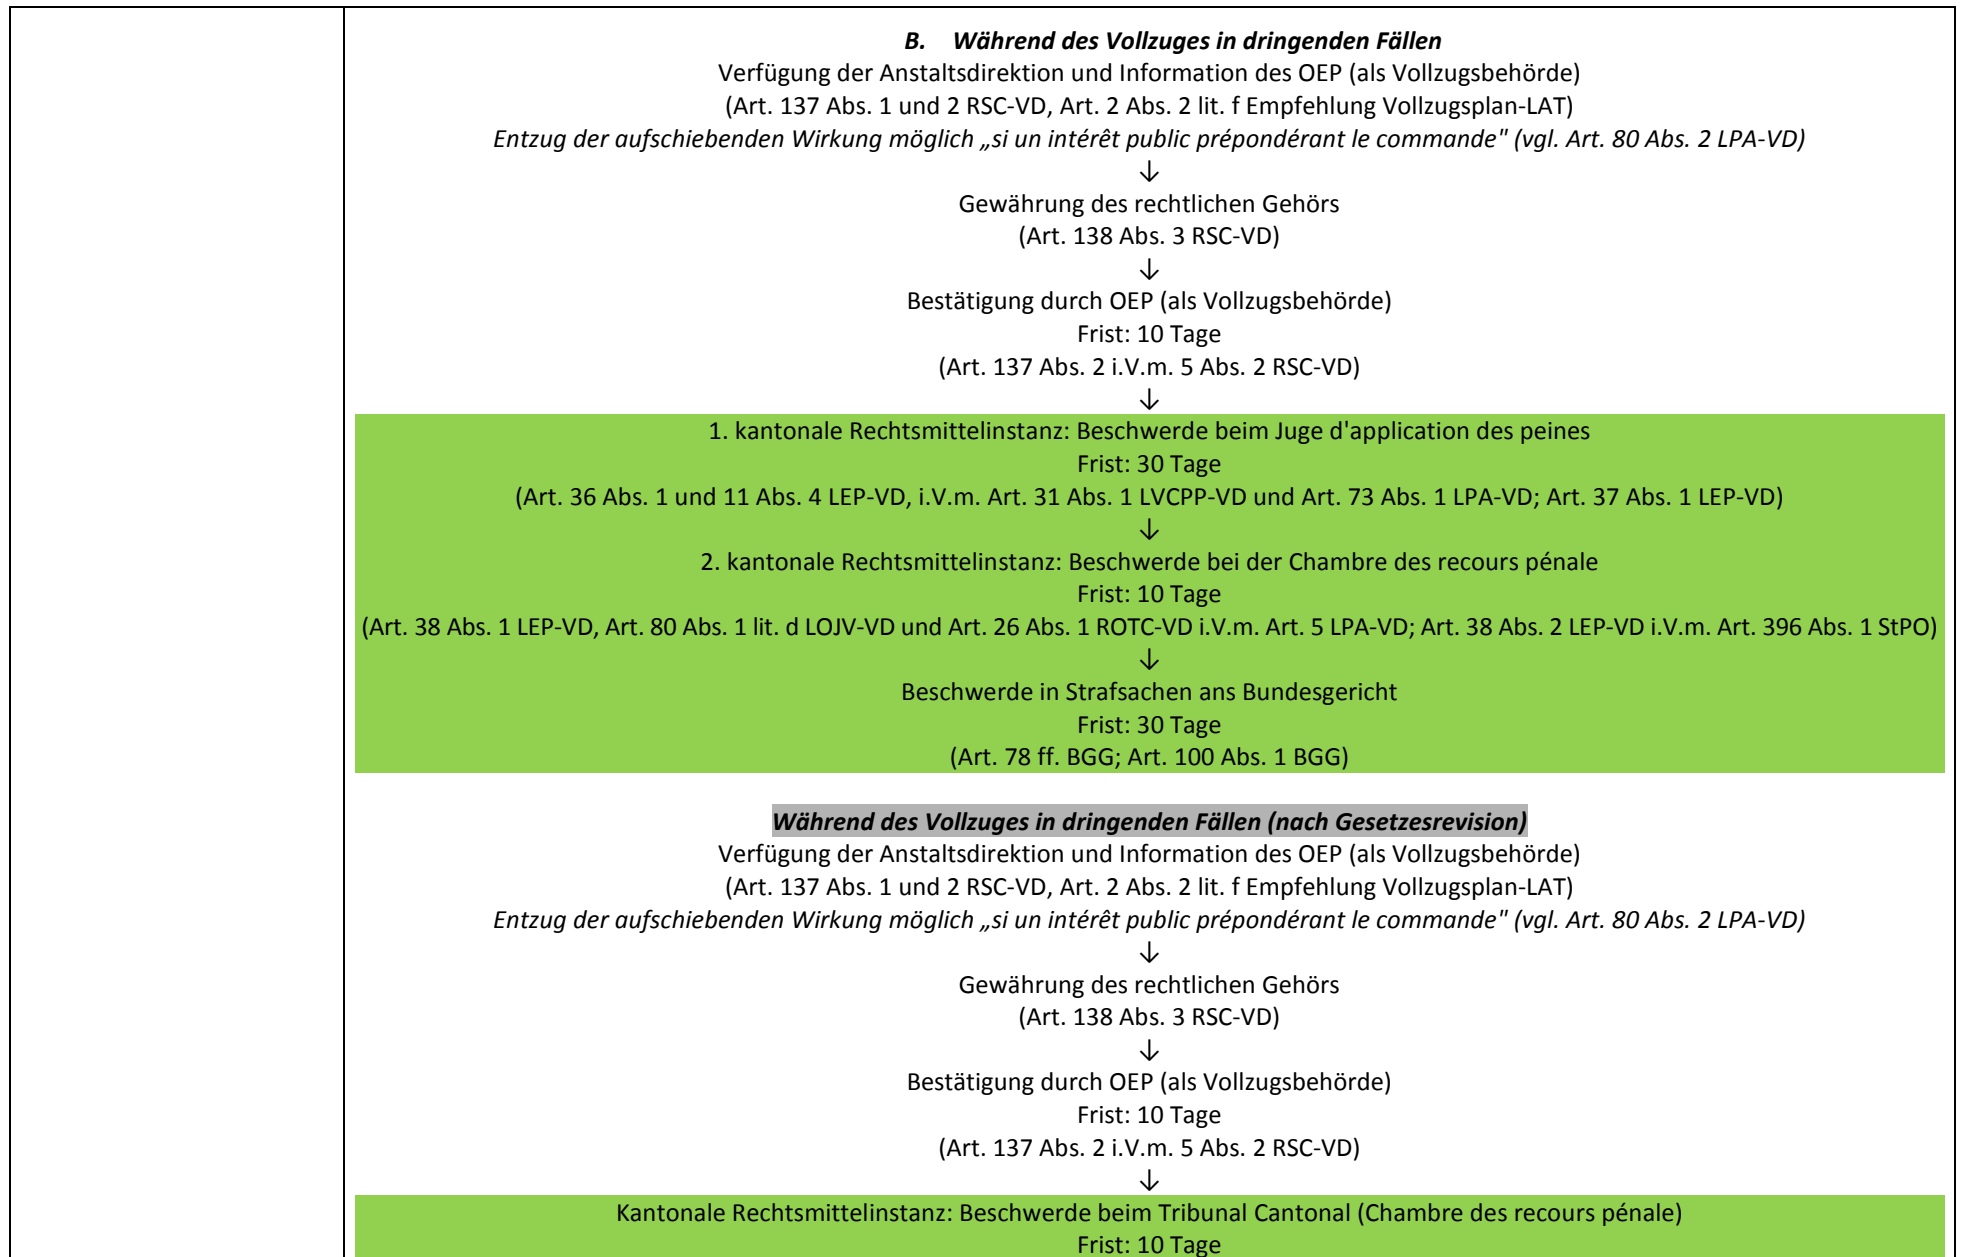 B. Während des Vollzuges in dringenden Fällen
Verfügung der Anstaltsdirektion und Information des OEP (als Vollzugsbehörde)
(Art. 137 Abs. 1 und 2 RSC-VD, Art. 2 Abs. 2 lit. f Empfehlung Vollzugsplan-LAT)
Entzug der aufschiebenden Wirkung möglich „si un intérêt public prépondérant le commande" (vgl. Art. 80 Abs. 2 LPA-VD)
↓
Gewährung des rechtlichen Gehörs
(Art. 138 Abs. 3 RSC-VD)
↓
Bestätigung durch OEP (als Vollzugsbehörde)
Frist: 10 Tage
(Art. 137 Abs. 2 i.V.m. 5 Abs. 2 RSC-VD)
↓
1. kantonale Rechtsmittelinstanz: Beschwerde beim Juge d'application des peines
Frist: 30 Tage
(Art. 36 Abs. 1 und 11 Abs. 4 LEP-VD, i.V.m. Art. 31 Abs. 1 LVCPP-VD und Art. 73 Abs. 1 LPA-VD; Art. 37 Abs. 1 LEP-VD)
↓
2. kantonale Rechtsmittelinstanz: Beschwerde bei der Chambre des recours pénale
Frist: 10 Tage
(Art. 38 Abs. 1 LEP-VD, Art. 80 Abs. 1 lit. d LOJV-VD und Art. 26 Abs. 1 ROTC-VD i.V.m. Art. 5 LPA-VD; Art. 38 Abs. 2 LEP-VD i.V.m. Art. 396 Abs. 1 StPO)
↓
Beschwerde in Strafsachen ans Bundesgericht
Frist: 30 Tage
(Art. 78 ff. BGG; Art. 100 Abs. 1 BGG)
Während des Vollzuges in dringenden Fällen (nach Gesetzesrevision)
Verfügung der Anstaltsdirektion und Information des OEP (als Vollzugsbehörde)
(Art. 137 Abs. 1 und 2 RSC-VD, Art. 2 Abs. 2 lit. f Empfehlung Vollzugsplan-LAT)
Entzug der aufschiebenden Wirkung möglich „si un intérêt public prépondérant le commande" (vgl. Art. 80 Abs. 2 LPA-VD)
↓
Gewährung des rechtlichen Gehörs
(Art. 138 Abs. 3 RSC-VD)
↓
Bestätigung durch OEP (als Vollzugsbehörde)
Frist: 10 Tage
(Art. 137 Abs. 2 i.V.m. 5 Abs. 2 RSC-VD)
↓
Kantonale Rechtsmittelinstanz: Beschwerde beim Tribunal Cantonal (Chambre des recours pénale)
Frist: 10 Tage